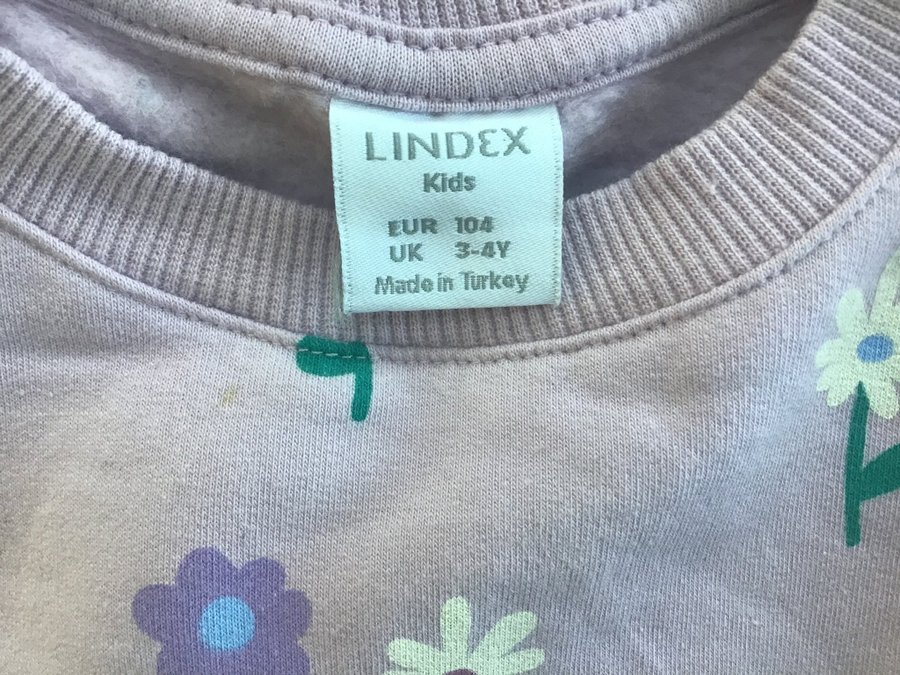 LINDEX
Kids
EUR 104
UK 3-4Y
Made in Turkey